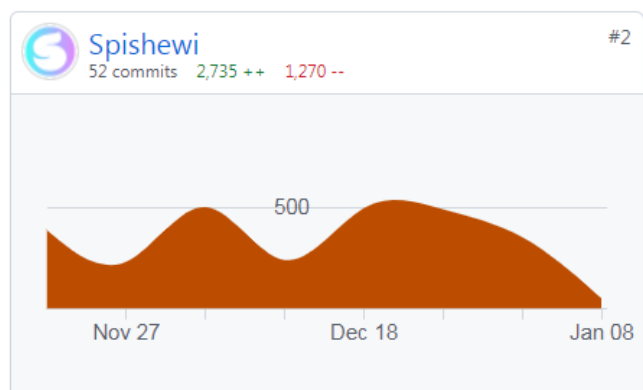 Spishewi
#2
52 commits 2,735 ++ 1,270 --
500
Nov 27 Dec 18 Jan 08